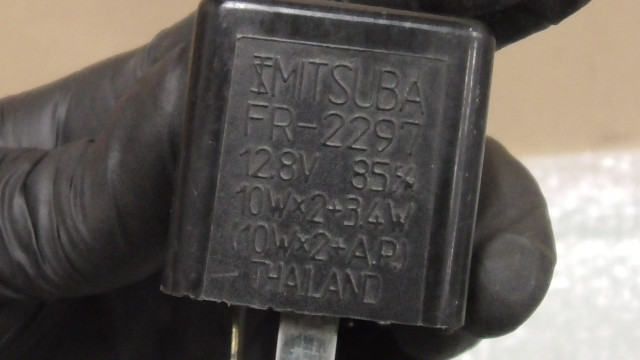 MITSUBA
FR-2297
12.8V 85%
10W×2+3.4W
(10W×2+A.P.)
THAILAND